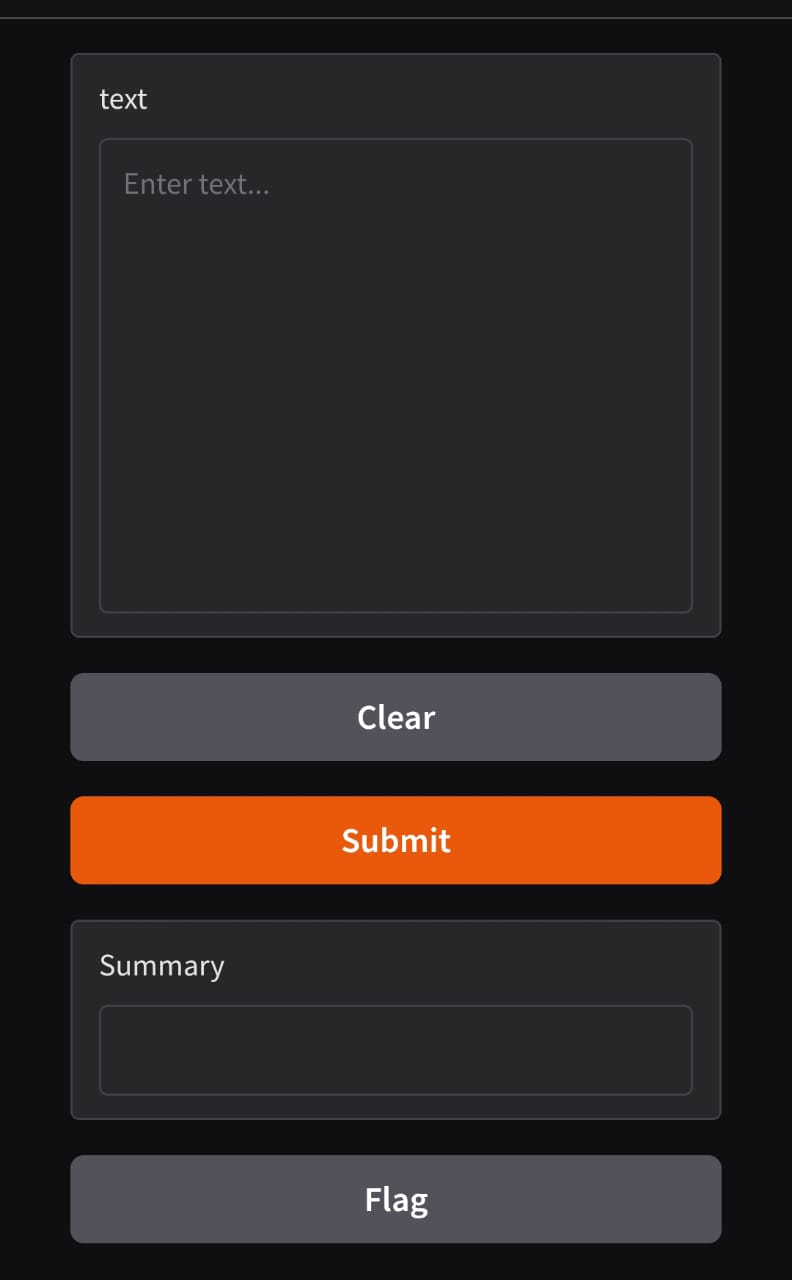 text
Enter text...
Clear
Submit
Summary
Flag